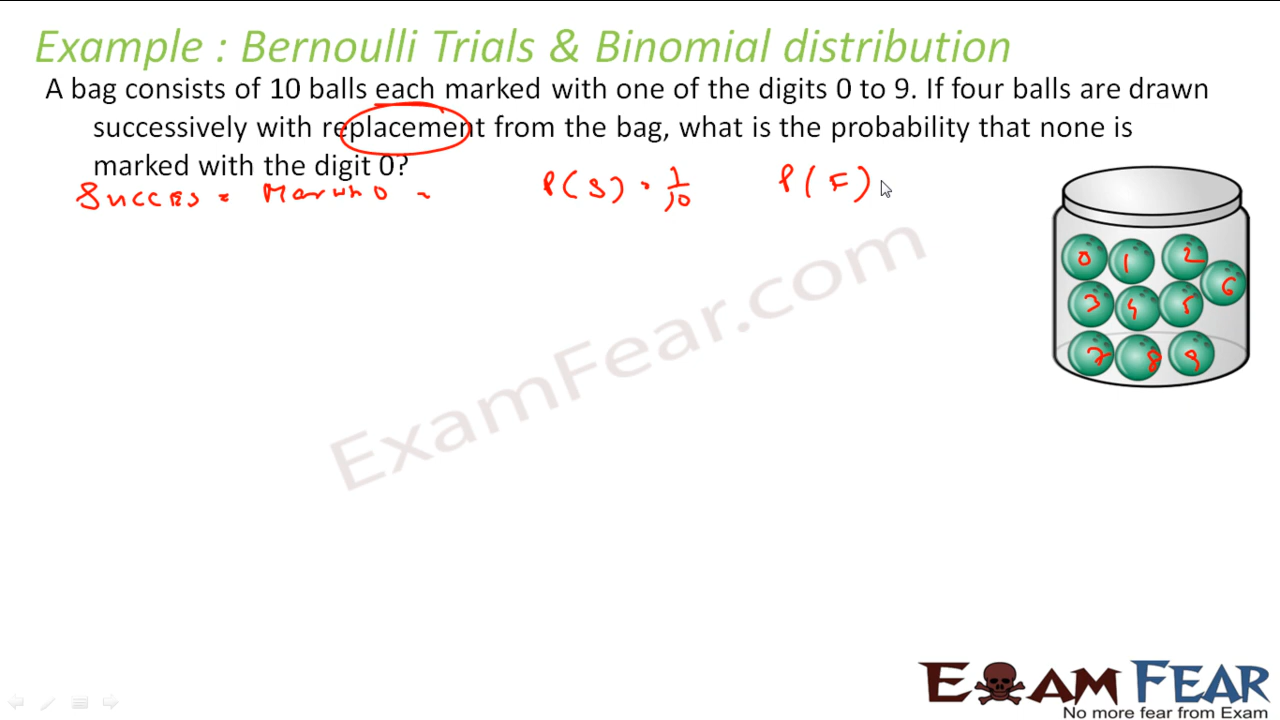 Example : Bernoulli Trials & Binomial distribution
A bag consists of 10 balls each marked with one of the digits 0 to 9. If four balls are drawn
successively with replacement from the bag, what is the probability that none is
marked with the digit 0?
Success = 0 - P(S) = 1/10 P(F)
0 1 2
6
3 4 5
7 8 9
ExamFear.com
EXAM FEAR
No more fear from Exam